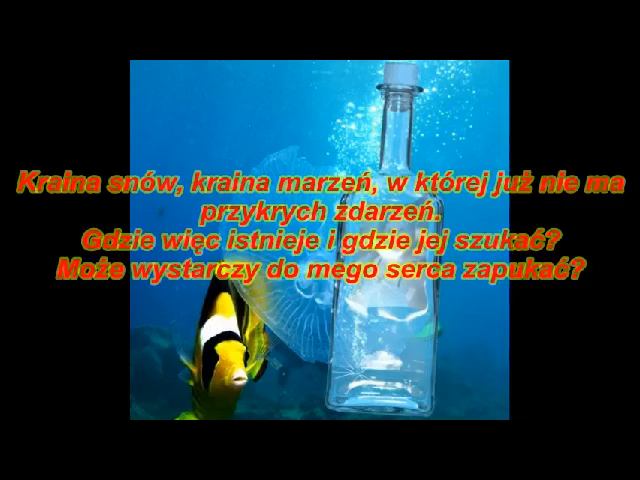 Kraina snów, kraina marzeń, w której już nie ma
przykrych zdarzeń.
Gdzie więc istnieje i gdzie jej szukać?
Może wystarczy do mego serca zapukać?